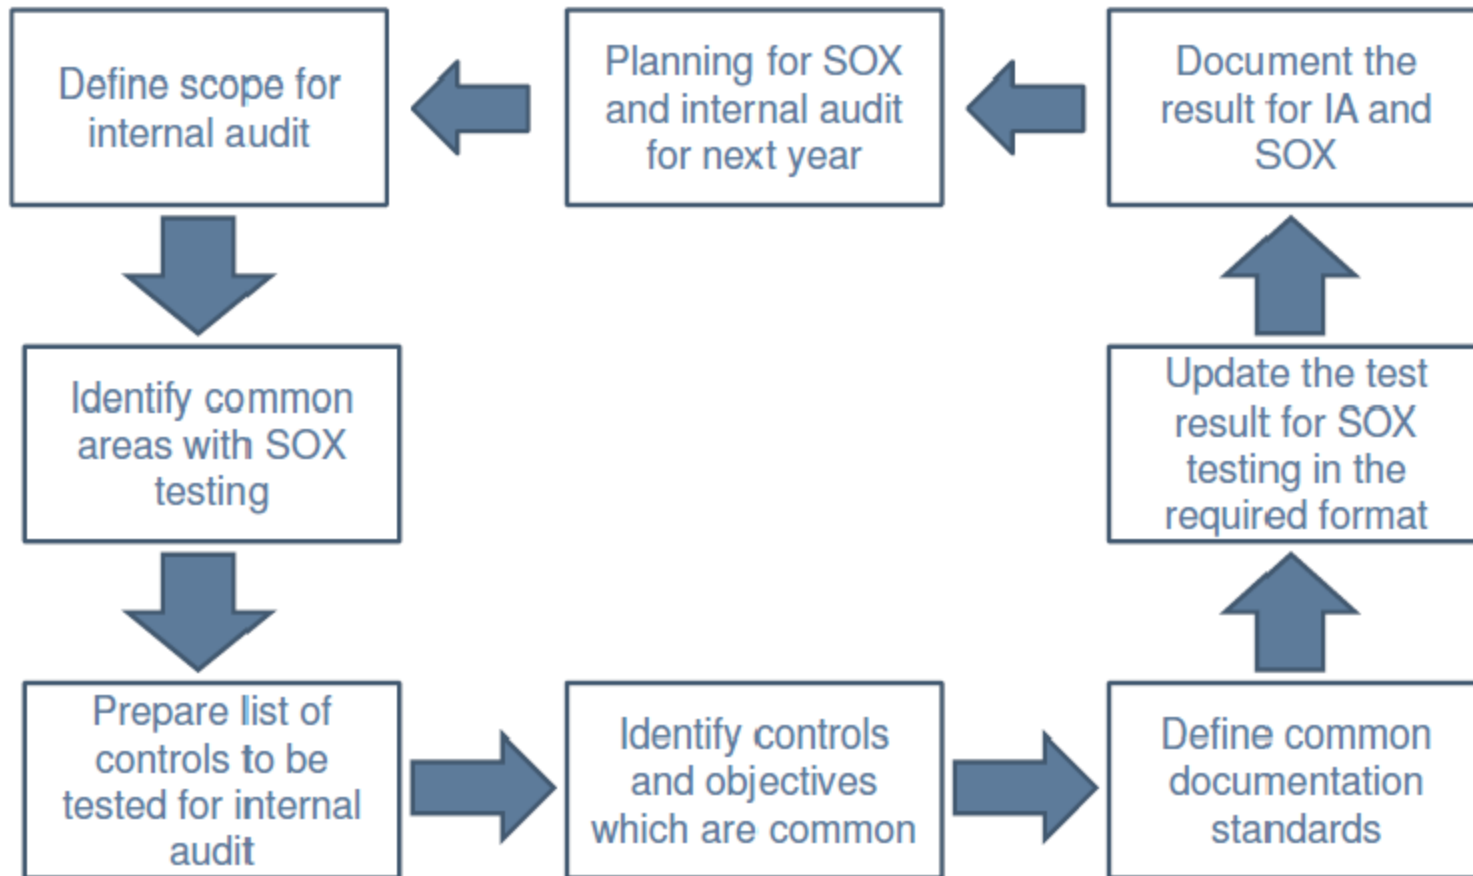 Define scope for
internal audit
Planning for SOX
and internal audit
for next year
Document the
result for IA and
SOX
Identify common
areas with SOX
testing
Update the test
result for SOX
testing in the
required format
Prepare list of
controls to be
tested for internal
audit
Identify controls
and objectives
which are common
Define common
documentation
standards